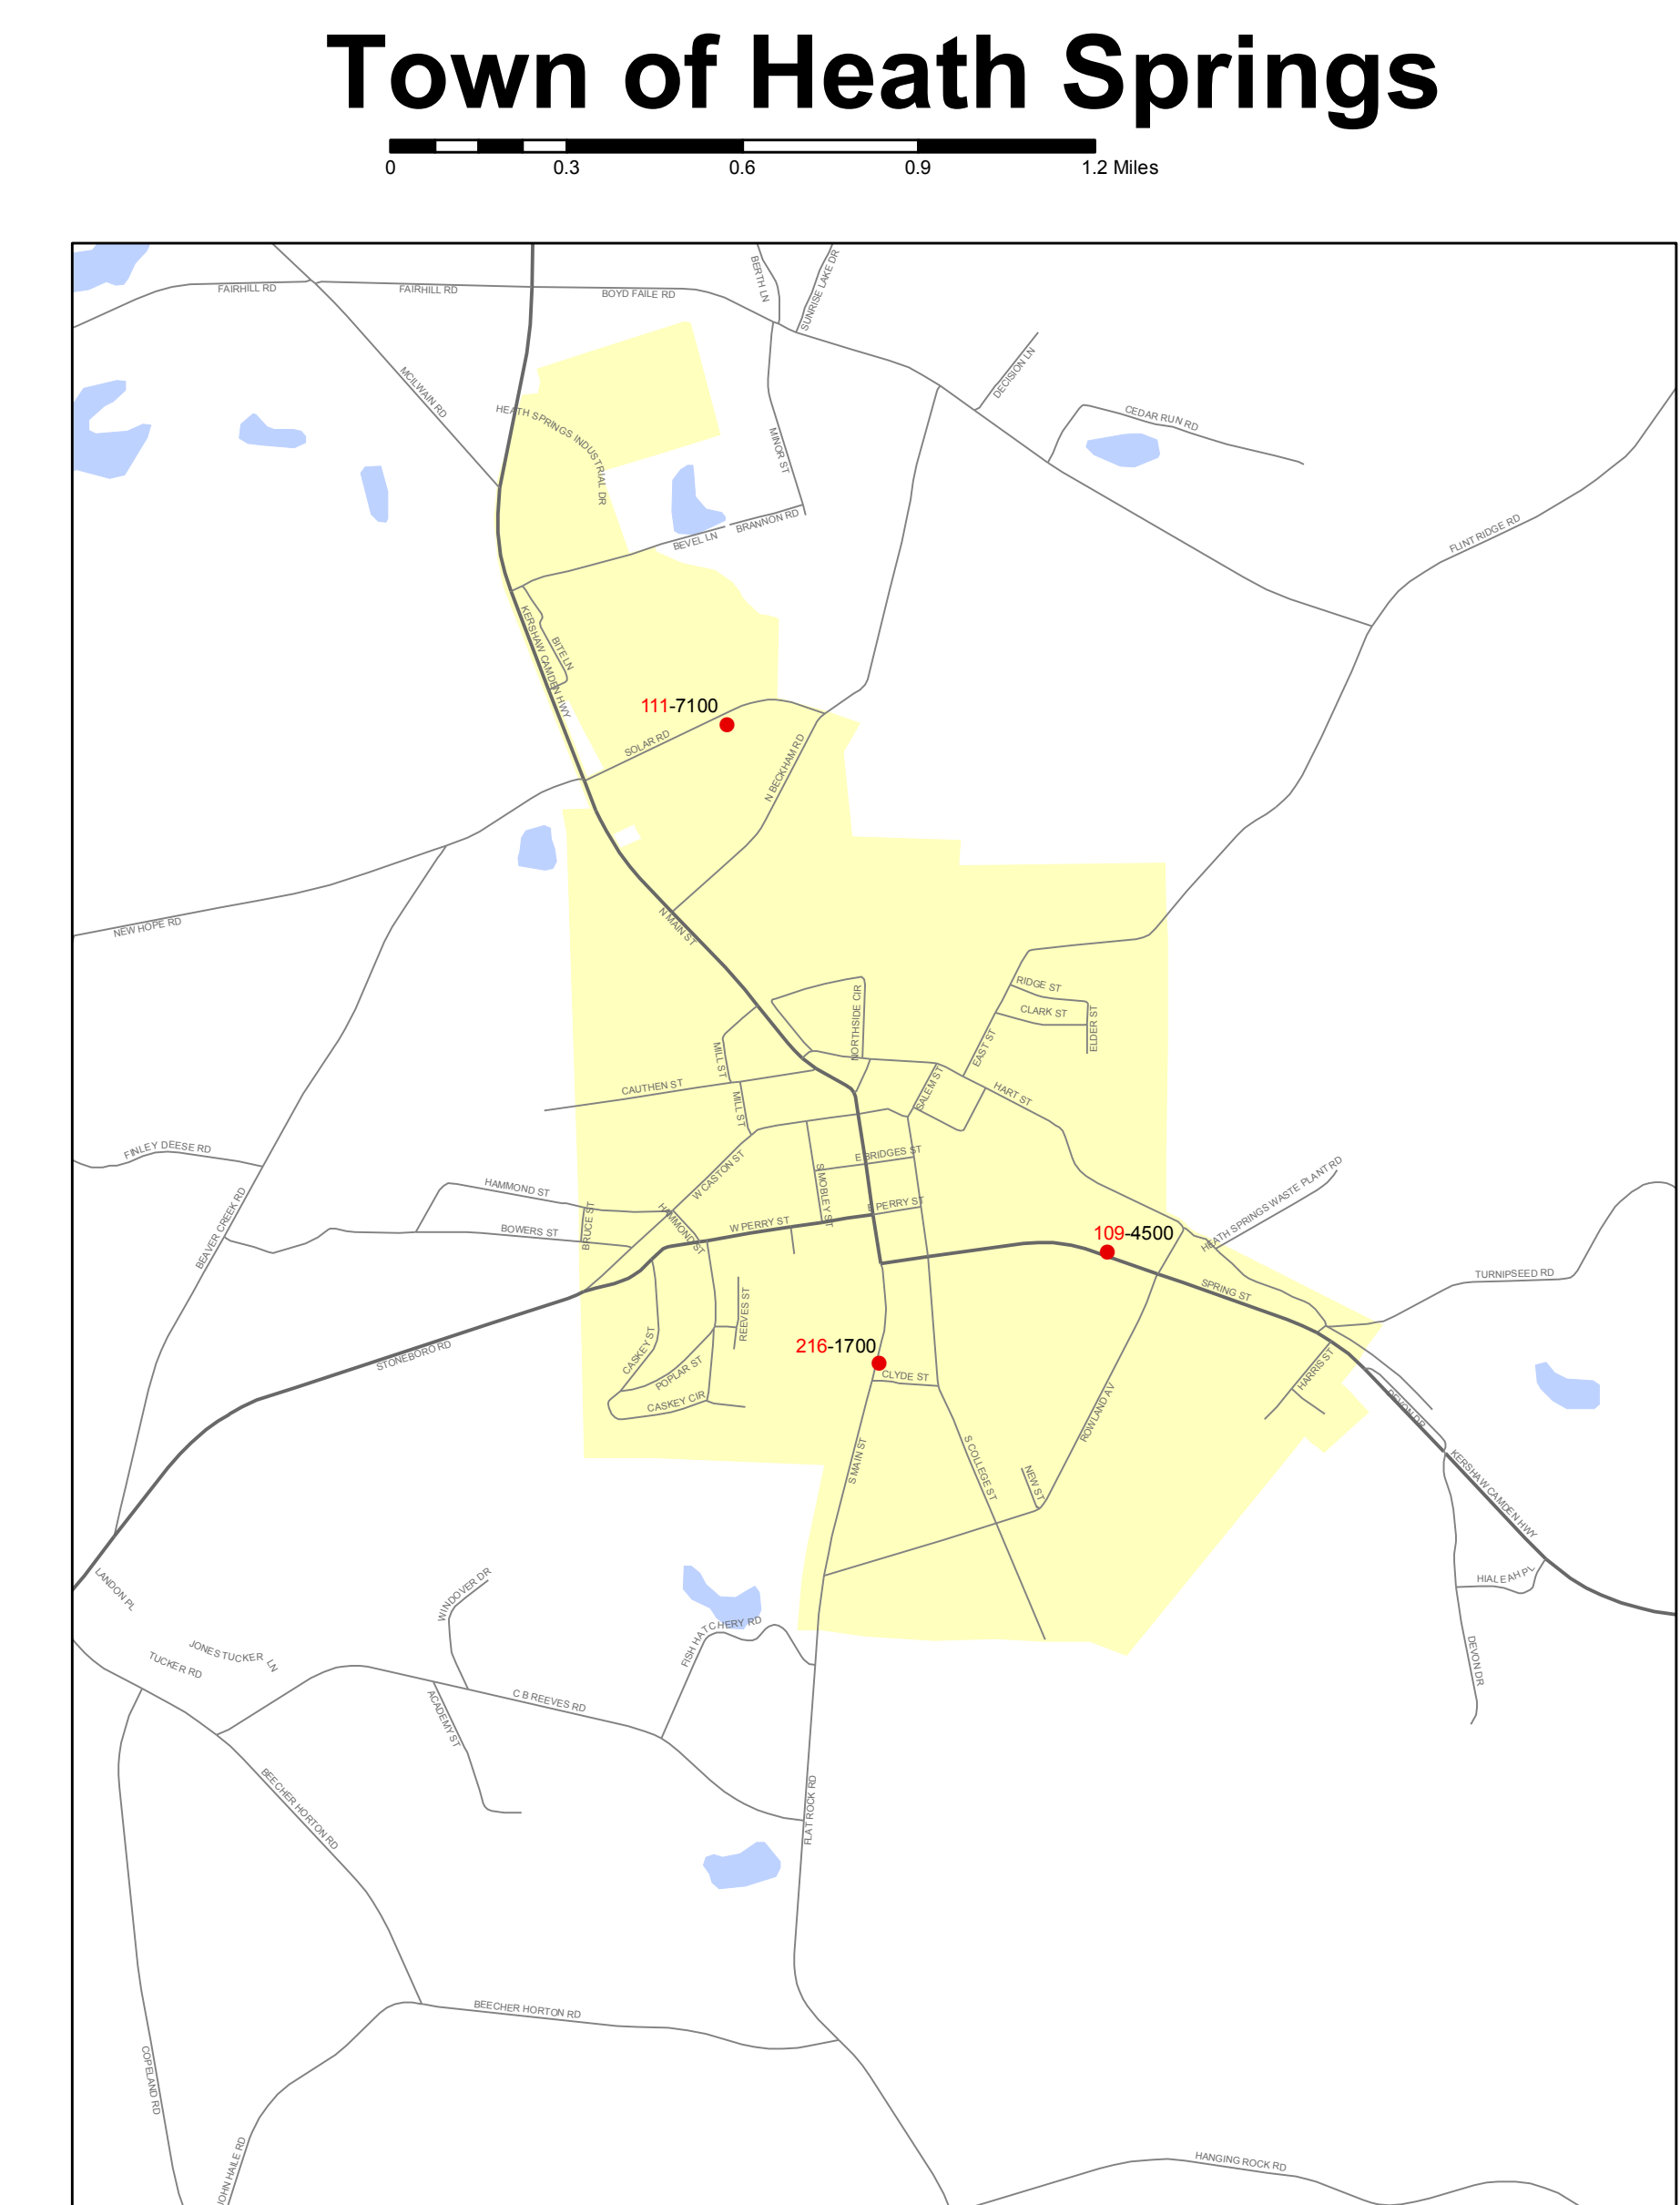 Town of Heath Springs
0 0.3 0.6 0.9 1.2 Miles
BERTH LN
SUNRISE LAKE DR
FAIRHILL RD
FAIRHILL RD
BOYD FAILE RD
MCILWAIN RD
DECISION LN
HEATH SPRINGS INDUSTRIAL DR
CEDAR RUN RD
MINOR ST
BRANNON RD
BEVEL LN
FLINT RIDGE RD
KERSHAW CAMDEN HWY
BITE LN
111-7100
SOLAR RD
N BECKHAM RD
NEW HOPE RD
N MAIN ST
RIDGE ST
CLARK ST
ELDER ST
NORTHSIDE CIR
EAST ST
MILL ST
CAUTHEN ST
MILL ST
SALEM ST
HART ST
FINLEY DEESE RD
E BRIDGES ST
W CASTON ST
S MOBLEY ST
HAMMOND ST
BEAVER CREEK RD
BOWERS ST
BRUCE ST
HAMMOND ST
W PERRY ST
E PERRY ST
HEATH SPRINGS WASTE PLANT RD
109-4500
TURNIPSEED RD
SPRING ST
REEVES ST
STONEBORO RD
CASKEY ST
216-1700
POPLAR ST
CLYDE ST
CASKEY CIR
HARRIS ST
DEVON DR
ROWLAND AV
S MAIN ST
S COLLEGE ST
NEW ST
KERSHAW CAMDEN HWY
LANDON PL
WINDOVER DR
HIALEAH PL
FISH HATCHERY RD
JONES TUCKER LN
TUCKER RD
DEVON DR
C B REEVES RD
ACADEMY ST
BEECHER HORTON RD
FLAT ROCK RD
BEECHER HORTON RD
COPELAND RD
JOHN HAILE RD
HANGING ROCK RD